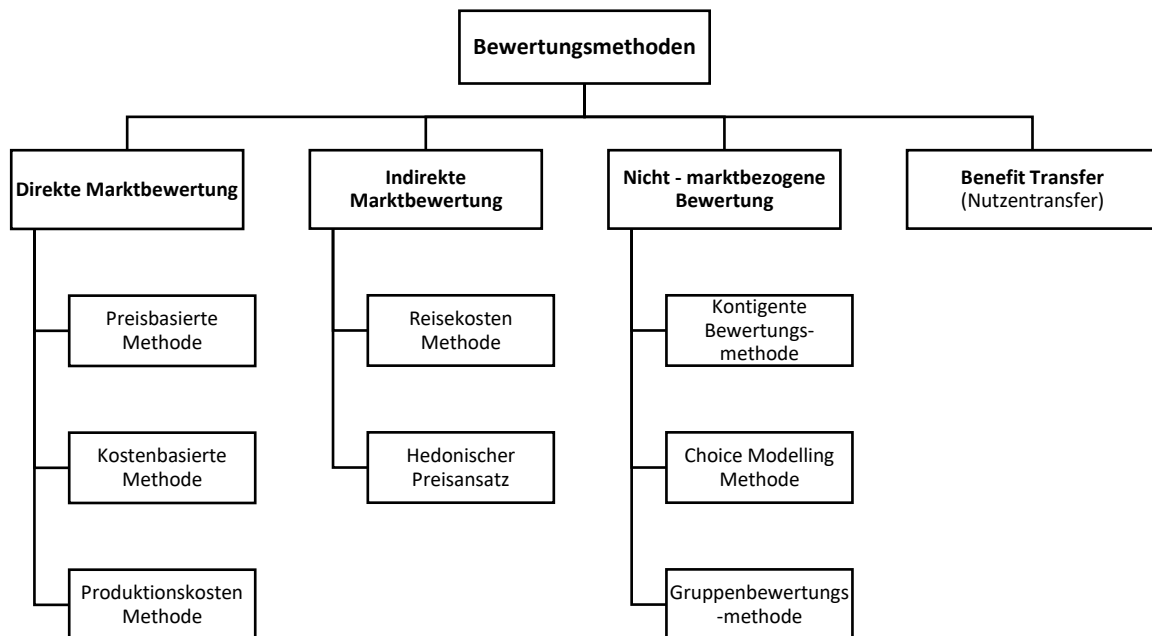 Bewertungsmethoden
Direkte Marktbewertung
Indirekte
Marktbewertung
Nicht - marktbezogene
Bewertung
Benefit Transfer
(Nutzentransfer)
Preisbasierte
Methode
Reisekosten
Methode
Kontigente
Bewertungs-
methode
Kostenbasierte
Methode
Hedonischer
Preisansatz
Choice Modelling
Methode
Produktionskosten
Methode
Gruppenbewertungs
-methode